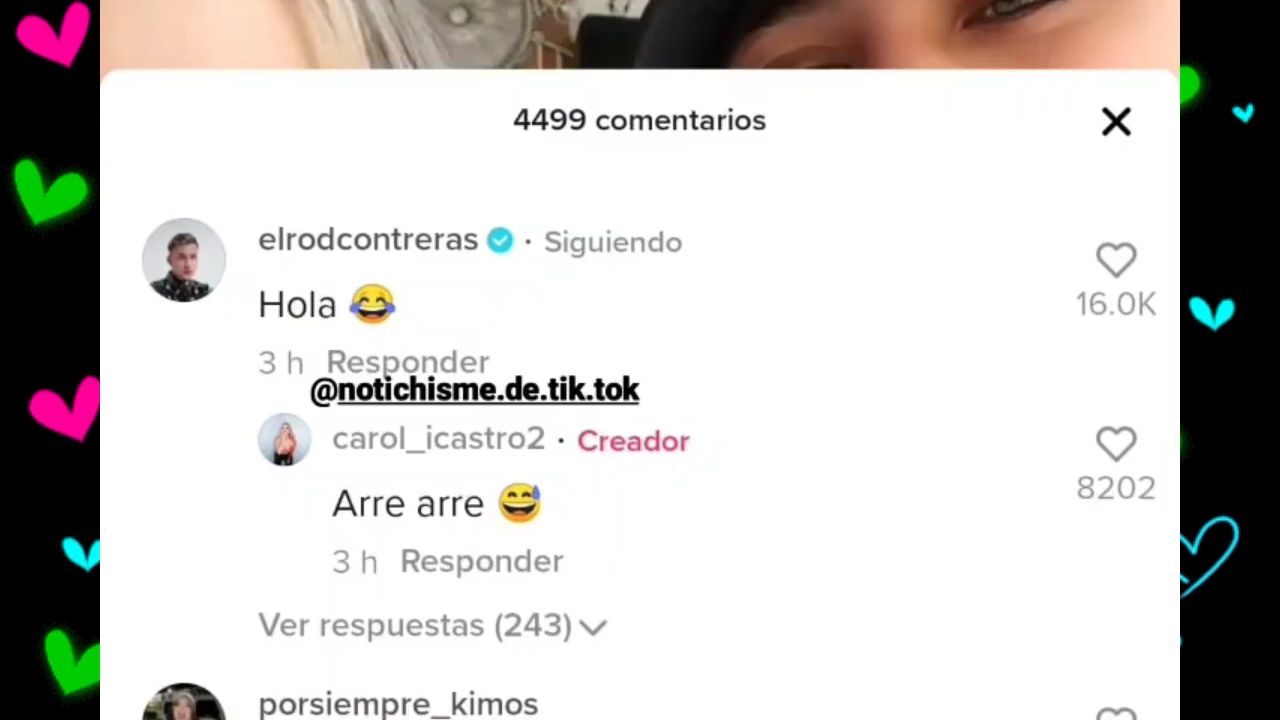 4499 comentarios
elrodcontreras · Siguiendo
Hola 😂
16.0K
3 h Responder
@notichisme.de.tik.tok
carol_icastro2 · Creador
Arre arre 😅
8202
3 h Responder
Ver respuestas (243)
porsiempre_kimos